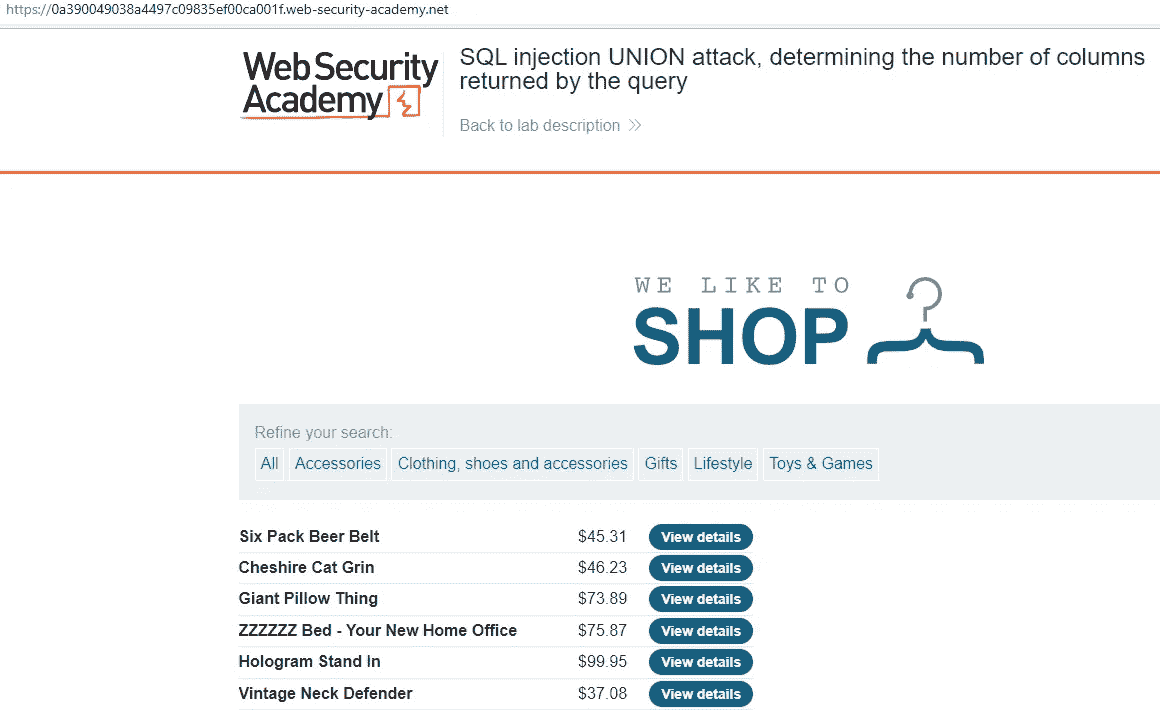 https://0a390049038a4497c09835ef00ca001f.web-security-academy.net
Web Security
Academy
SQL injection UNION attack, determining the number of columns
returned by the query
Back to lab description >>
WE LIKE TO
SHOP
Refine your search:
All Accessories Clothing, shoes and accessories Gifts Lifestyle Toys & Games
Six Pack Beer Belt $45.31 View details
Cheshire Cat Grin $46.23 View details
Giant Pillow Thing $73.89 View details
ZZZZZZ Bed - Your New Home Office $75.87 View details
Hologram Stand In $99.95 View details
Vintage Neck Defender $37.08 View details